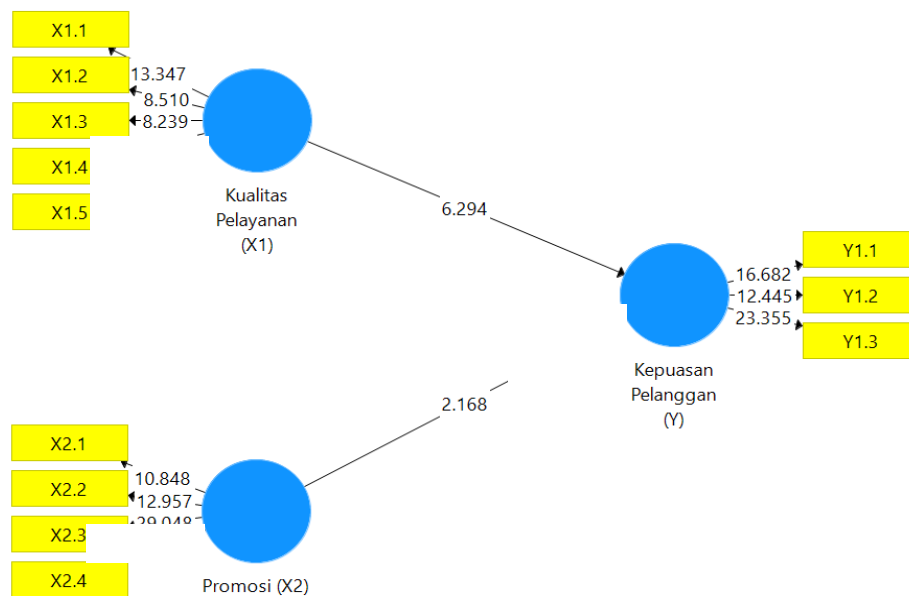 X1.1
X1.2
X1.3
X1.4
X1.5
13.347
8.510
8.239
Kualitas
Pelayanan
(X1)
6.294
Y1.1
Y1.2
Y1.3
16.682
12.445
23.355
Kepuasan
Pelanggan
(Y)
2.168
X2.1
X2.2
X2.3
X2.4
10.848
12.957
29.048
Promosi (X2)